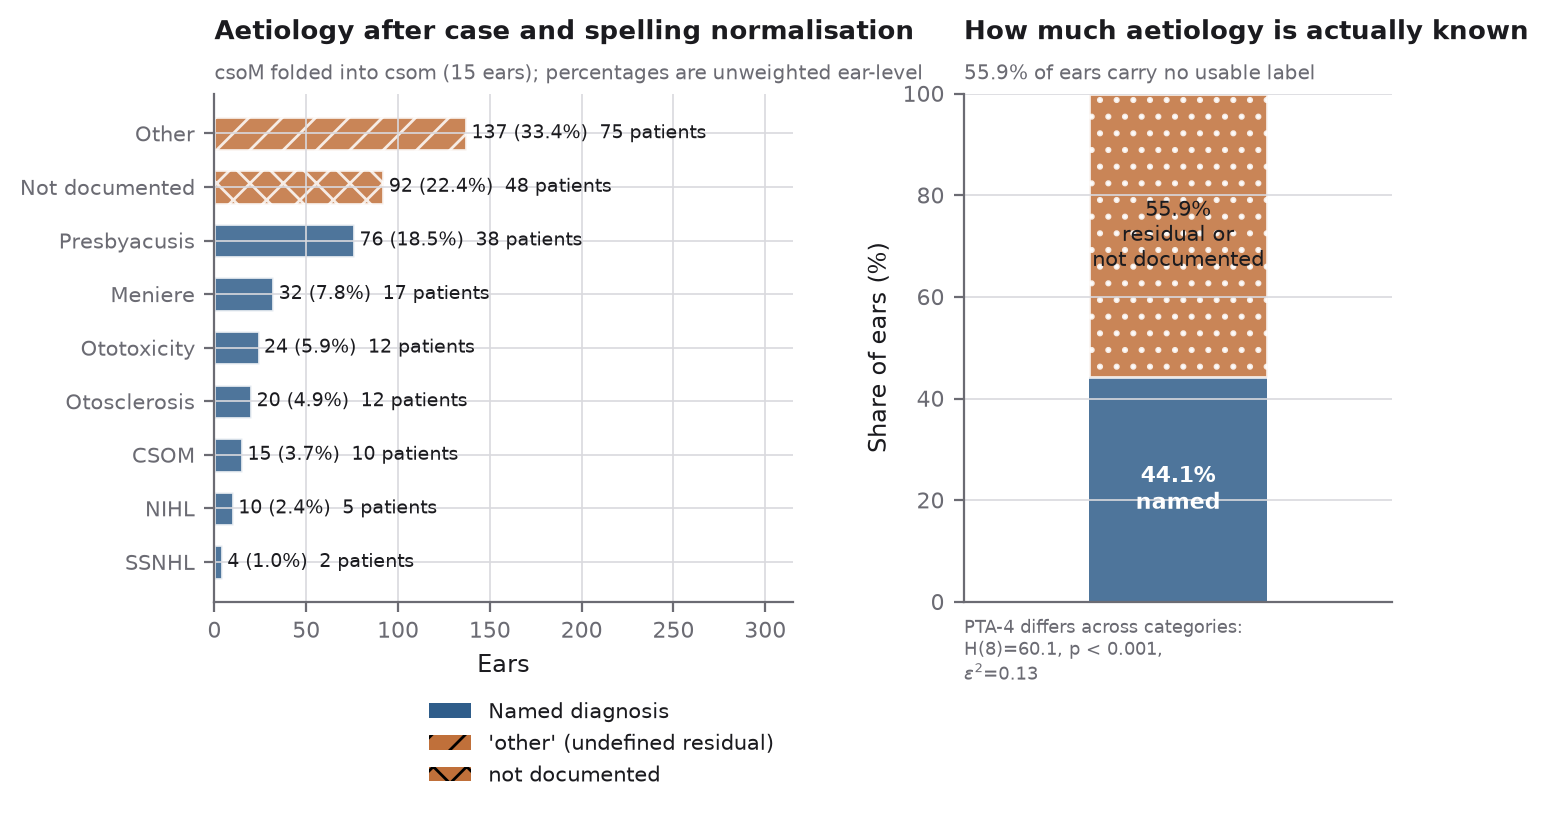 Aetiology after case and spelling normalisation
csoM folded into csom (15 ears); percentages are unweighted ear-level
Other
137 (33.4%)  75 patients
Not documented
92 (22.4%)  48 patients
Presbyacusis
76 (18.5%)  38 patients
Meniere
32 (7.8%)  17 patients
Ototoxicity
24 (5.9%)  12 patients
Otosclerosis
20 (4.9%)  12 patients
CSOM
15 (3.7%)  10 patients
NIHL
10 (2.4%)  5 patients
SSNHL
4 (1.0%)  2 patients
0 50 100 150 200 250 300
Ears
Named diagnosis
'other' (undefined residual)
not documented
How much aetiology is actually known
55.9% of ears carry no usable label
Share of ears (%)
100
80
60
40
20
0
55.9%
residual or
not documented
44.1%
named
PTA-4 differs across categories:
H(8)=60.1, p < 0.001,
ε²=0.13